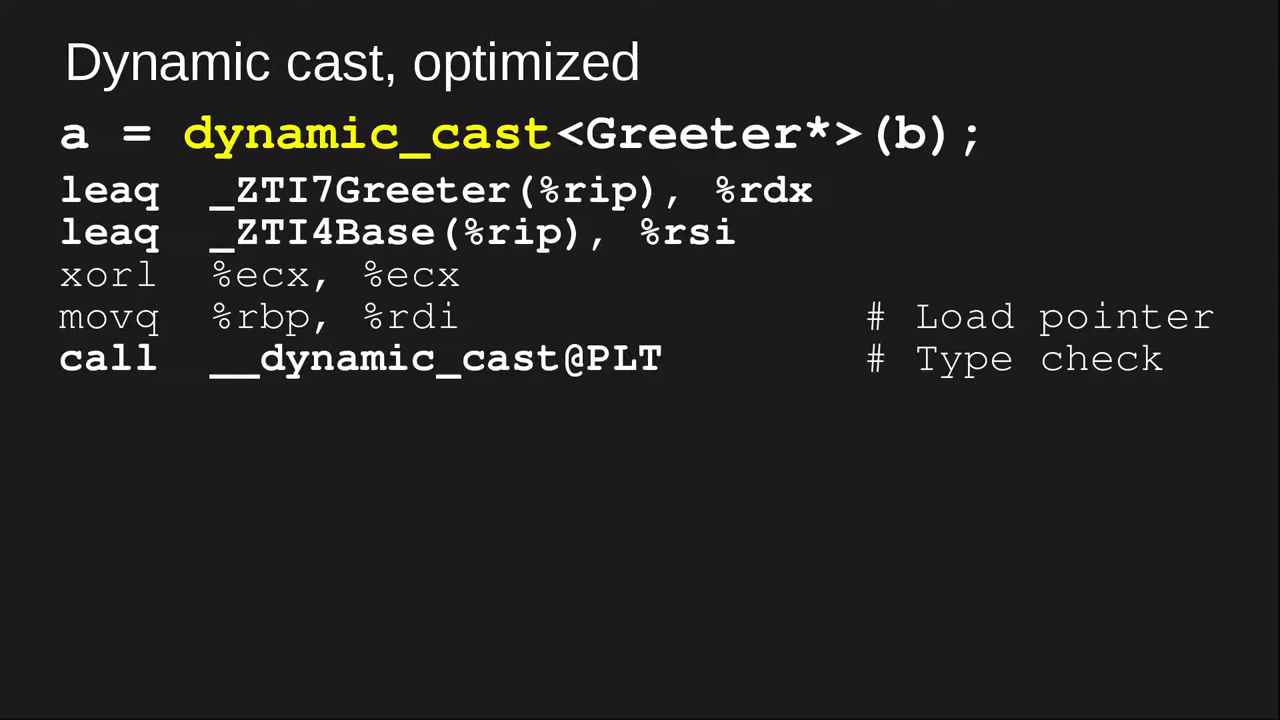 Dynamic cast, optimized
a = dynamic_cast<Greeter*>(b);
leaq _ZTI7Greeter(%rip), %rdx
leaq _ZTI4Base(%rip), %rsi
xorl %ecx, %ecx
movq %rbp, %rdi # Load pointer
call __dynamic_cast@PLT # Type check